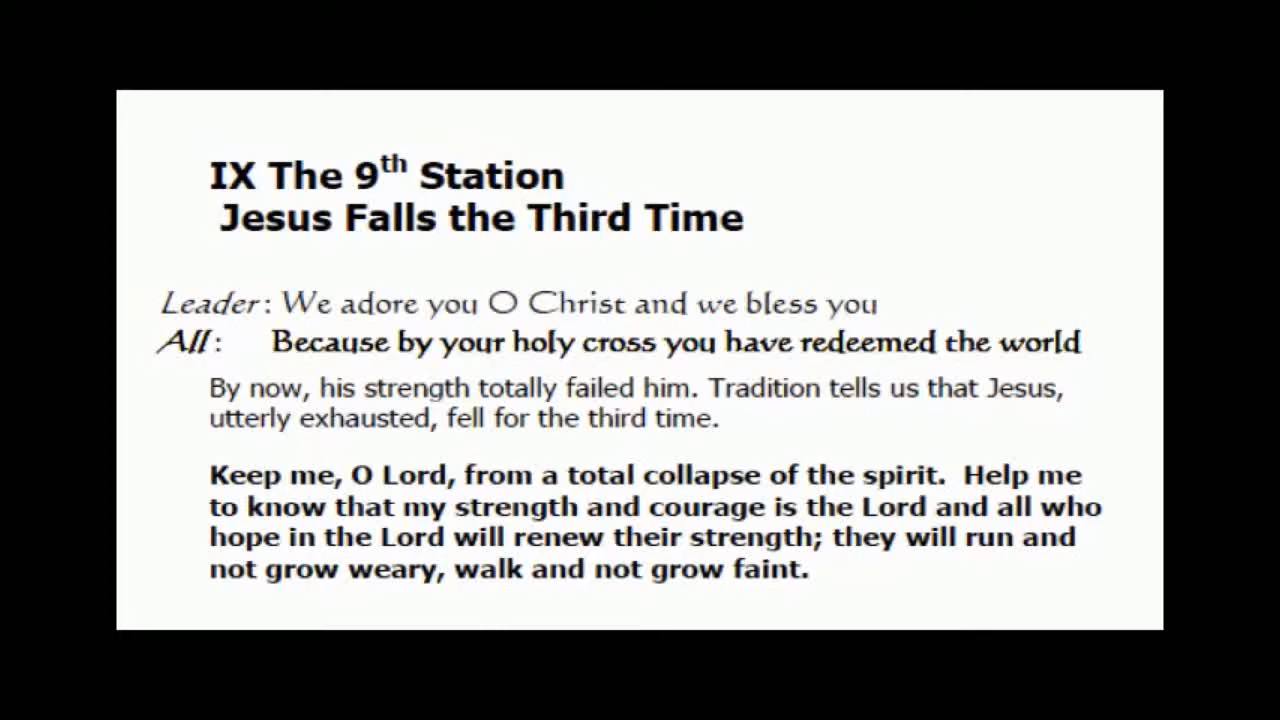 IX The 9th Station
Jesus Falls the Third Time
Leader: We adore you O Christ and we bless you
All: Because by your holy cross you have redeemed the world
By now, his strength totally failed him. Tradition tells us that Jesus,
utterly exhausted, fell for the third time.
Keep me, O Lord, from a total collapse of the spirit. Help me
to know that my strength and courage is the Lord and all who
hope in the Lord will renew their strength; they will run and
not grow weary, walk and not grow faint.